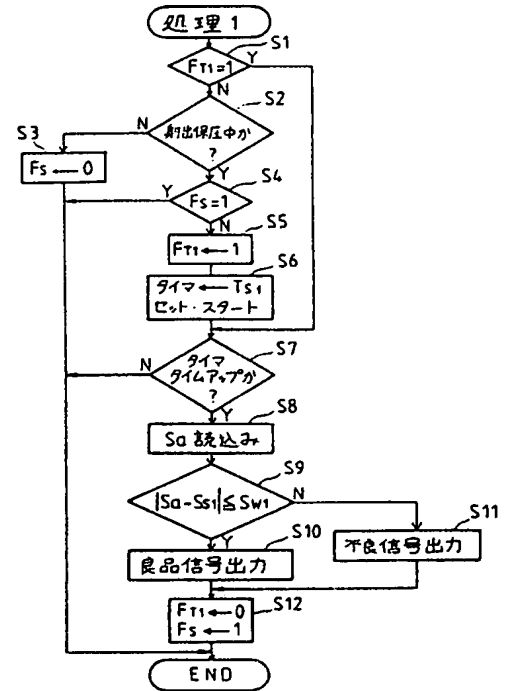 処理1
S1
FT1=1
Y
N
S2
N
射出保圧中か
?
S3
Y
Fs←0
S4
Y
Fs=1
N
S5
FT1←1
S6
タイマ←Ts1
セット・スタート
S7
N
タイマ
タイムアップか
?
Y
S8
Sa読込み
S9
|Sa-Ss1|≦Sw1
N
Y
S10
良品信号出力
S11
不良信号出力
S12
FT1←0
Fs←1
END